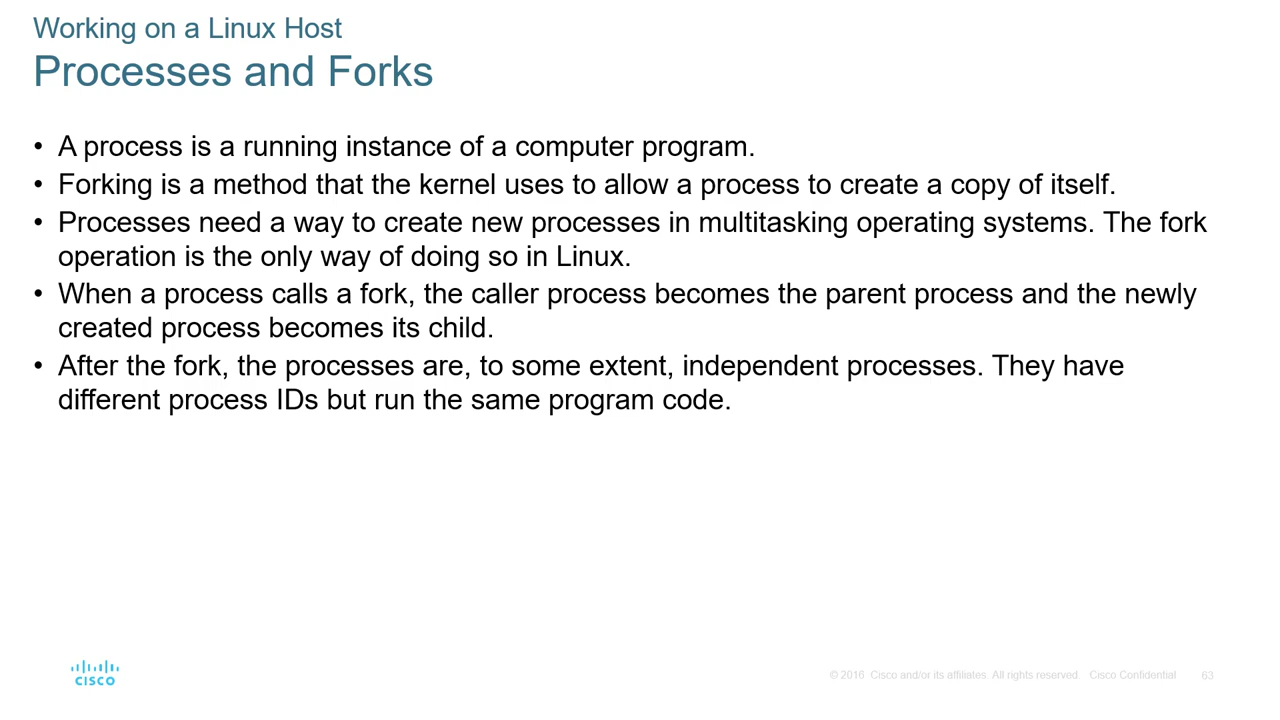 Working on a Linux Host
Processes and Forks
• A process is a running instance of a computer program.
• Forking is a method that the kernel uses to allow a process to create a copy of itself.
• Processes need a way to create new processes in multitasking operating systems. The fork
operation is the only way of doing so in Linux.
• When a process calls a fork, the caller process becomes the parent process and the newly
created process becomes its child.
• After the fork, the processes are, to some extent, independent processes. They have
different process IDs but run the same program code.
CISCO
© 2016 Cisco and/or its affiliates. All rights reserved. Cisco Confidential 63